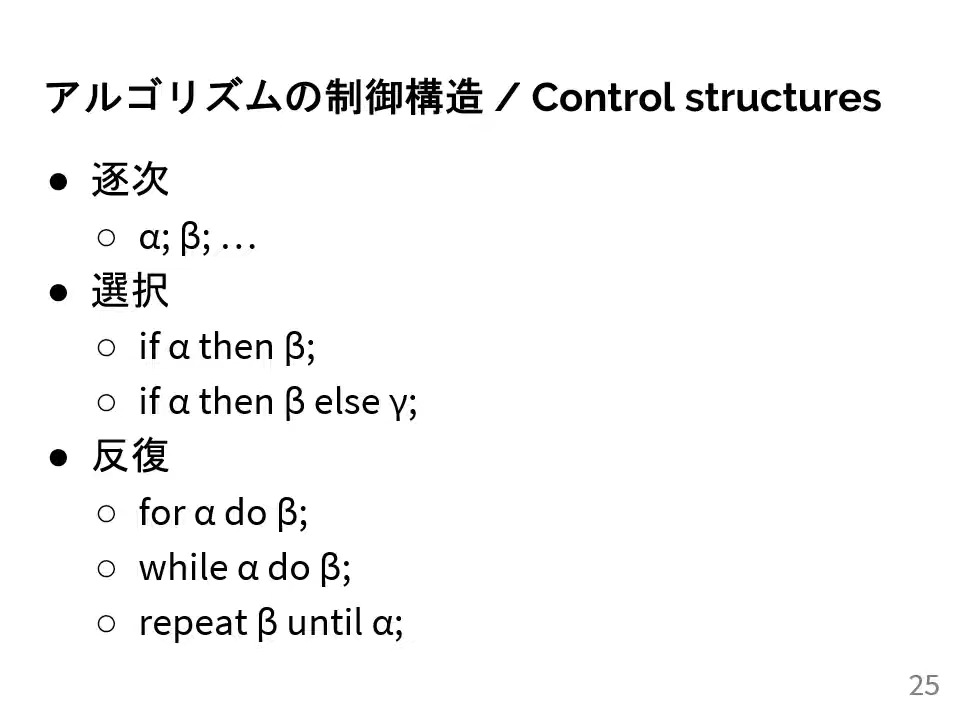 アルゴリズムの制御構造 / Control structures
● 逐次
○ α; β; …
● 選択
○ if α then β;
○ if α then β else γ;
● 反復
○ for α do β;
○ while α do β;
○ repeat β until α;
25